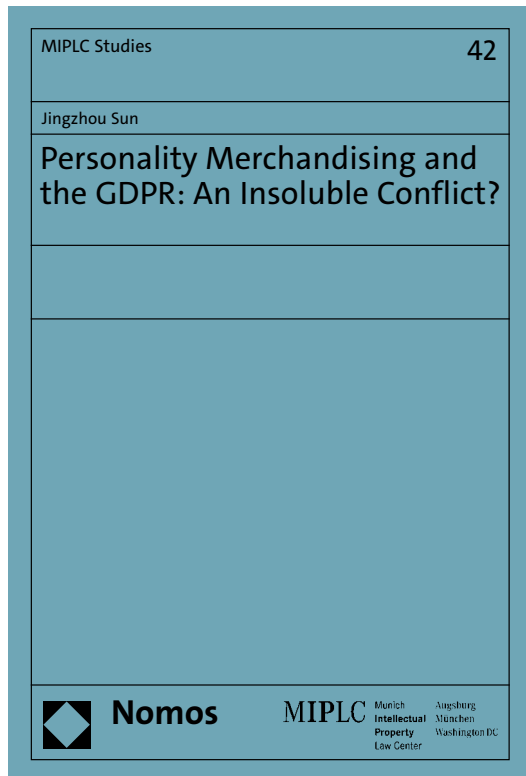 MIPLC Studies 42
Jingzhou Sun
Personality Merchandising and
the GDPR: An Insoluble Conflict?
Nomos
MIPLC
Munich
Intellectual
Property
Law Center
Augsburg
München
Washington DC